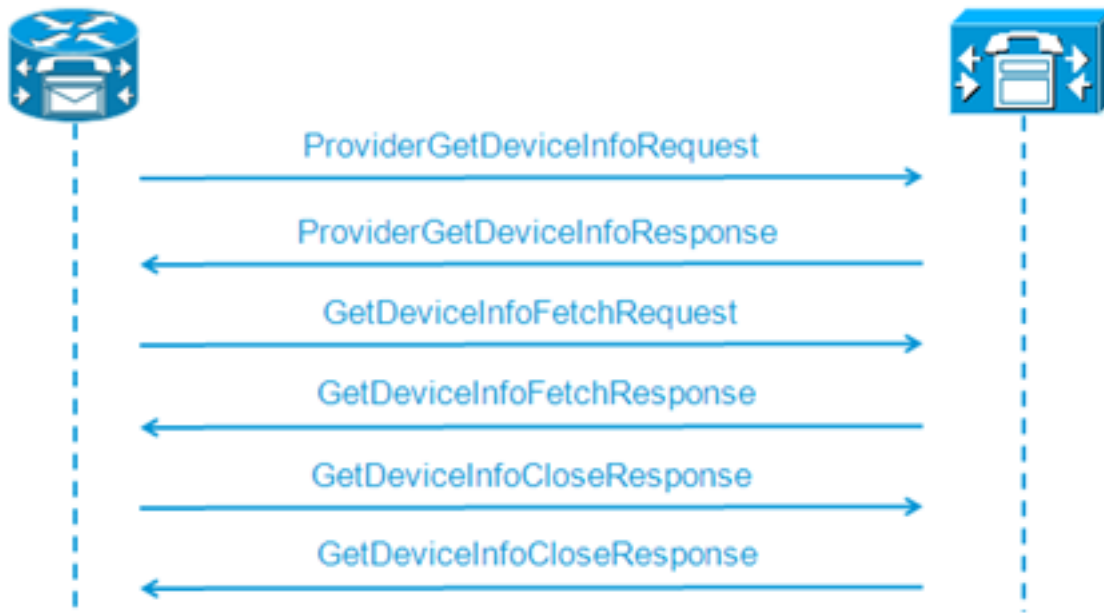 ProviderGetDeviceInfoRequest
ProviderGetDeviceInfoResponse
GetDeviceInfoFetchRequest
GetDeviceInfoFetchResponse
GetDeviceInfoCloseResponse
GetDeviceInfoCloseResponse